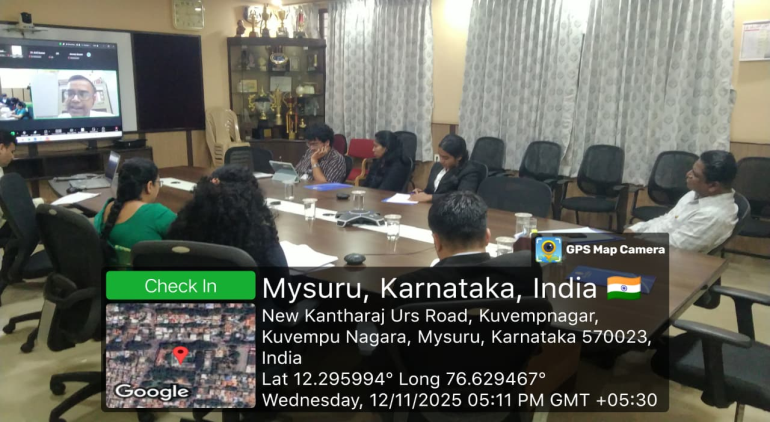 GPS Map Camera
Check In
Google
Mysuru, Karnataka, India
New Kantharaj Urs Road, Kuvempnagar,
Kuvempu Nagara, Mysuru, Karnataka 570023,
India
Lat 12.295994° Long 76.629467°
Wednesday, 12/11/2025 05:11 PM GMT +05:30